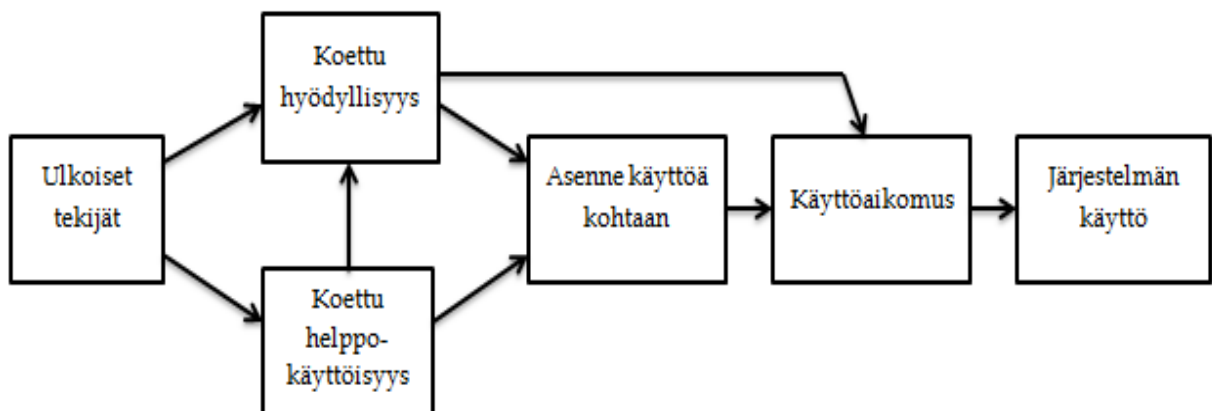 Koettu
hyödyllisyys
Ulkoiset
tekijät
Asenne käyttöä
kohtaan
Käyttöaikomus
Järjestelmän
käyttö
Koettu
helppo-
käyttöisyys